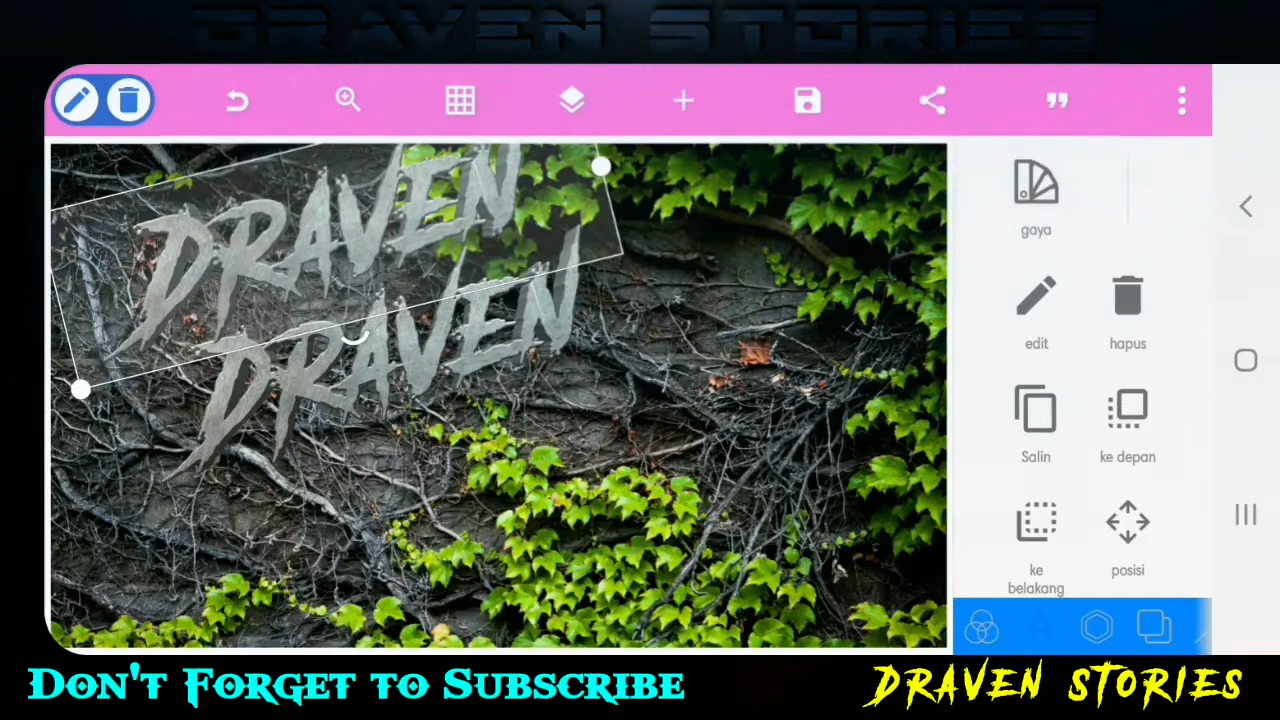 DRAVEN STORIES
DRAVEN
DRAVEN
gaya
edit
hapus
Salin
ke depan
ke
belakang
posisi
Don't Forget to Subscribe
DRAVEN STORIES